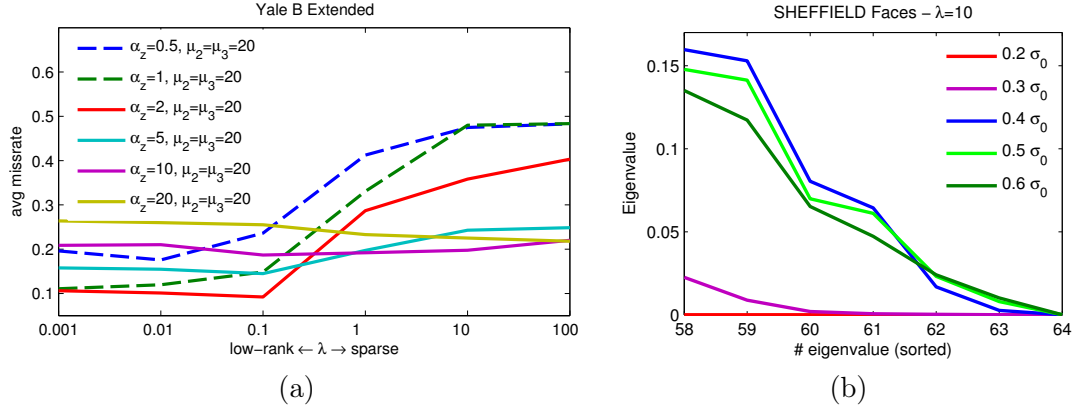 Yale B Extended
avg missrate
0.6
0.5
0.4
0.3
0.2
0.1
α_z=0.5, μ_2=μ_3=20
α_z=1, μ_2=μ_3=20
α_z=2, μ_2=μ_3=20
α_z=5, μ_2=μ_3=20
α_z=10, μ_2=μ_3=20
α_z=20, μ_2=μ_3=20
0.001 0.01 0.1 1 10 100
low-rank ← λ → sparse
(a)
SHEFFIELD Faces − λ=10
Eigenvalue
0.15
0.1
0.05
0
0.2 σ_0
0.3 σ_0
0.4 σ_0
0.5 σ_0
0.6 σ_0
58 59 60 61 62 63 64
# eigenvalue (sorted)
(b)